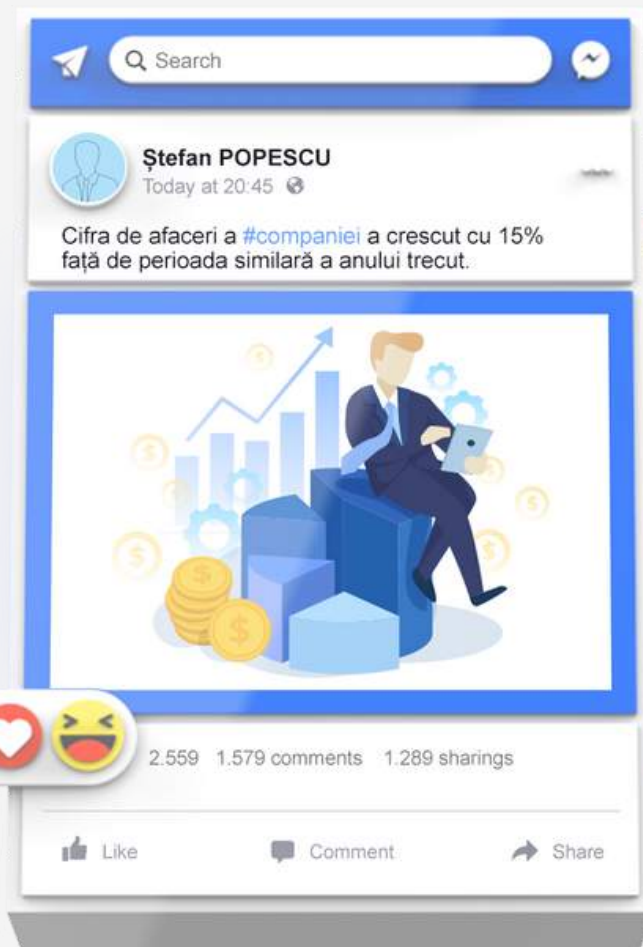 Search
Ștefan POPESCU
Today at 20:45
Cifra de afaceri a #companiei a crescut cu 15%
față de perioada similară a anului trecut.
$
$
$
$
$
$
$
$
2.559 1.579 comments 1.289 sharings
Like Comment Share